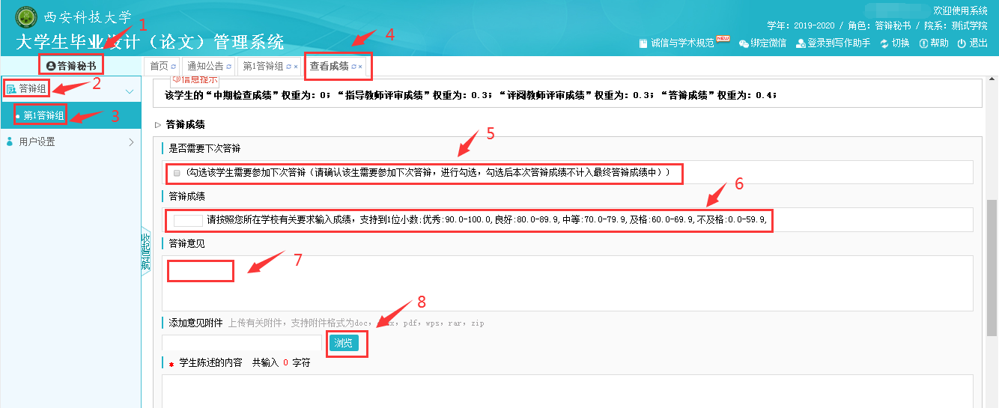 西安科技大学
欢迎使用系统
大学生毕业设计（论文）管理系统
学年：2019-2020 / 角色：答辩秘书 / 院系：测试学院
诚信与学术规范 NEW 绑定微信 登录到写作助手 切换 帮助 退出
1
4
答辩秘书
首页 通知公告 第1答辩组 × 查看成绩 ×
2
答辩组
3
第1答辩组
用户设置
收起导航
信息提示
该学生的“中期检查成绩”权重为：0；“指导教师评审成绩”权重为：0.3；“评阅教师评审成绩”权重为：0.3；“答辩成绩”权重为：0.4；
答辩成绩
5
是否需要下次答辩
(勾选该学生需要参加下次答辩（请确认该生需要参加下次答辩，进行勾选，勾选后本次答辩成绩不计入最终答辩成绩中））
6
答辩成绩
请按照您所在学校有关要求输入成绩，支持到1位小数;优秀:90.0-100.0,良好:80.0-89.9,中等:70.0-79.9,及格:60.0-69.9,不及格:0.0-59.9,
答辩意见
7
8
添加意见附件 上传有关附件，支持附件格式为doc，x，pdf，wps，rar，zip
浏览
* 学生陈述的内容 共输入 0 字符